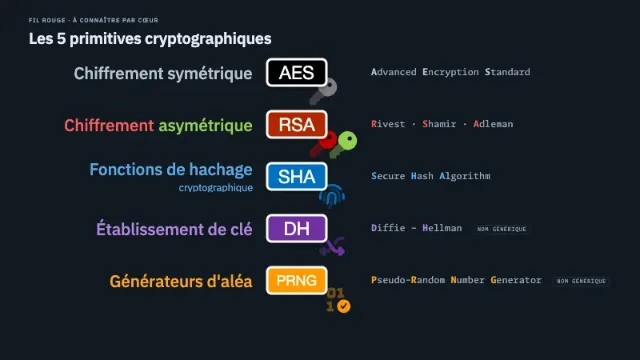 FIL ROUGE · À CONNAÎTRE PAR CŒUR
Les 5 primitives cryptographiques
Chiffrement symétrique AES Advanced Encryption Standard
Chiffrement asymétrique RSA Rivest · Shamir · Adleman
Fonctions de hachage SHA Secure Hash Algorithm
cryptographique
Établissement de clé DH Diffie – Hellman NOM GÉNÉRIQUE
Générateurs d'aléa PRNG Pseudo-Random Number Generator NOM GÉNÉRIQUE
01
1